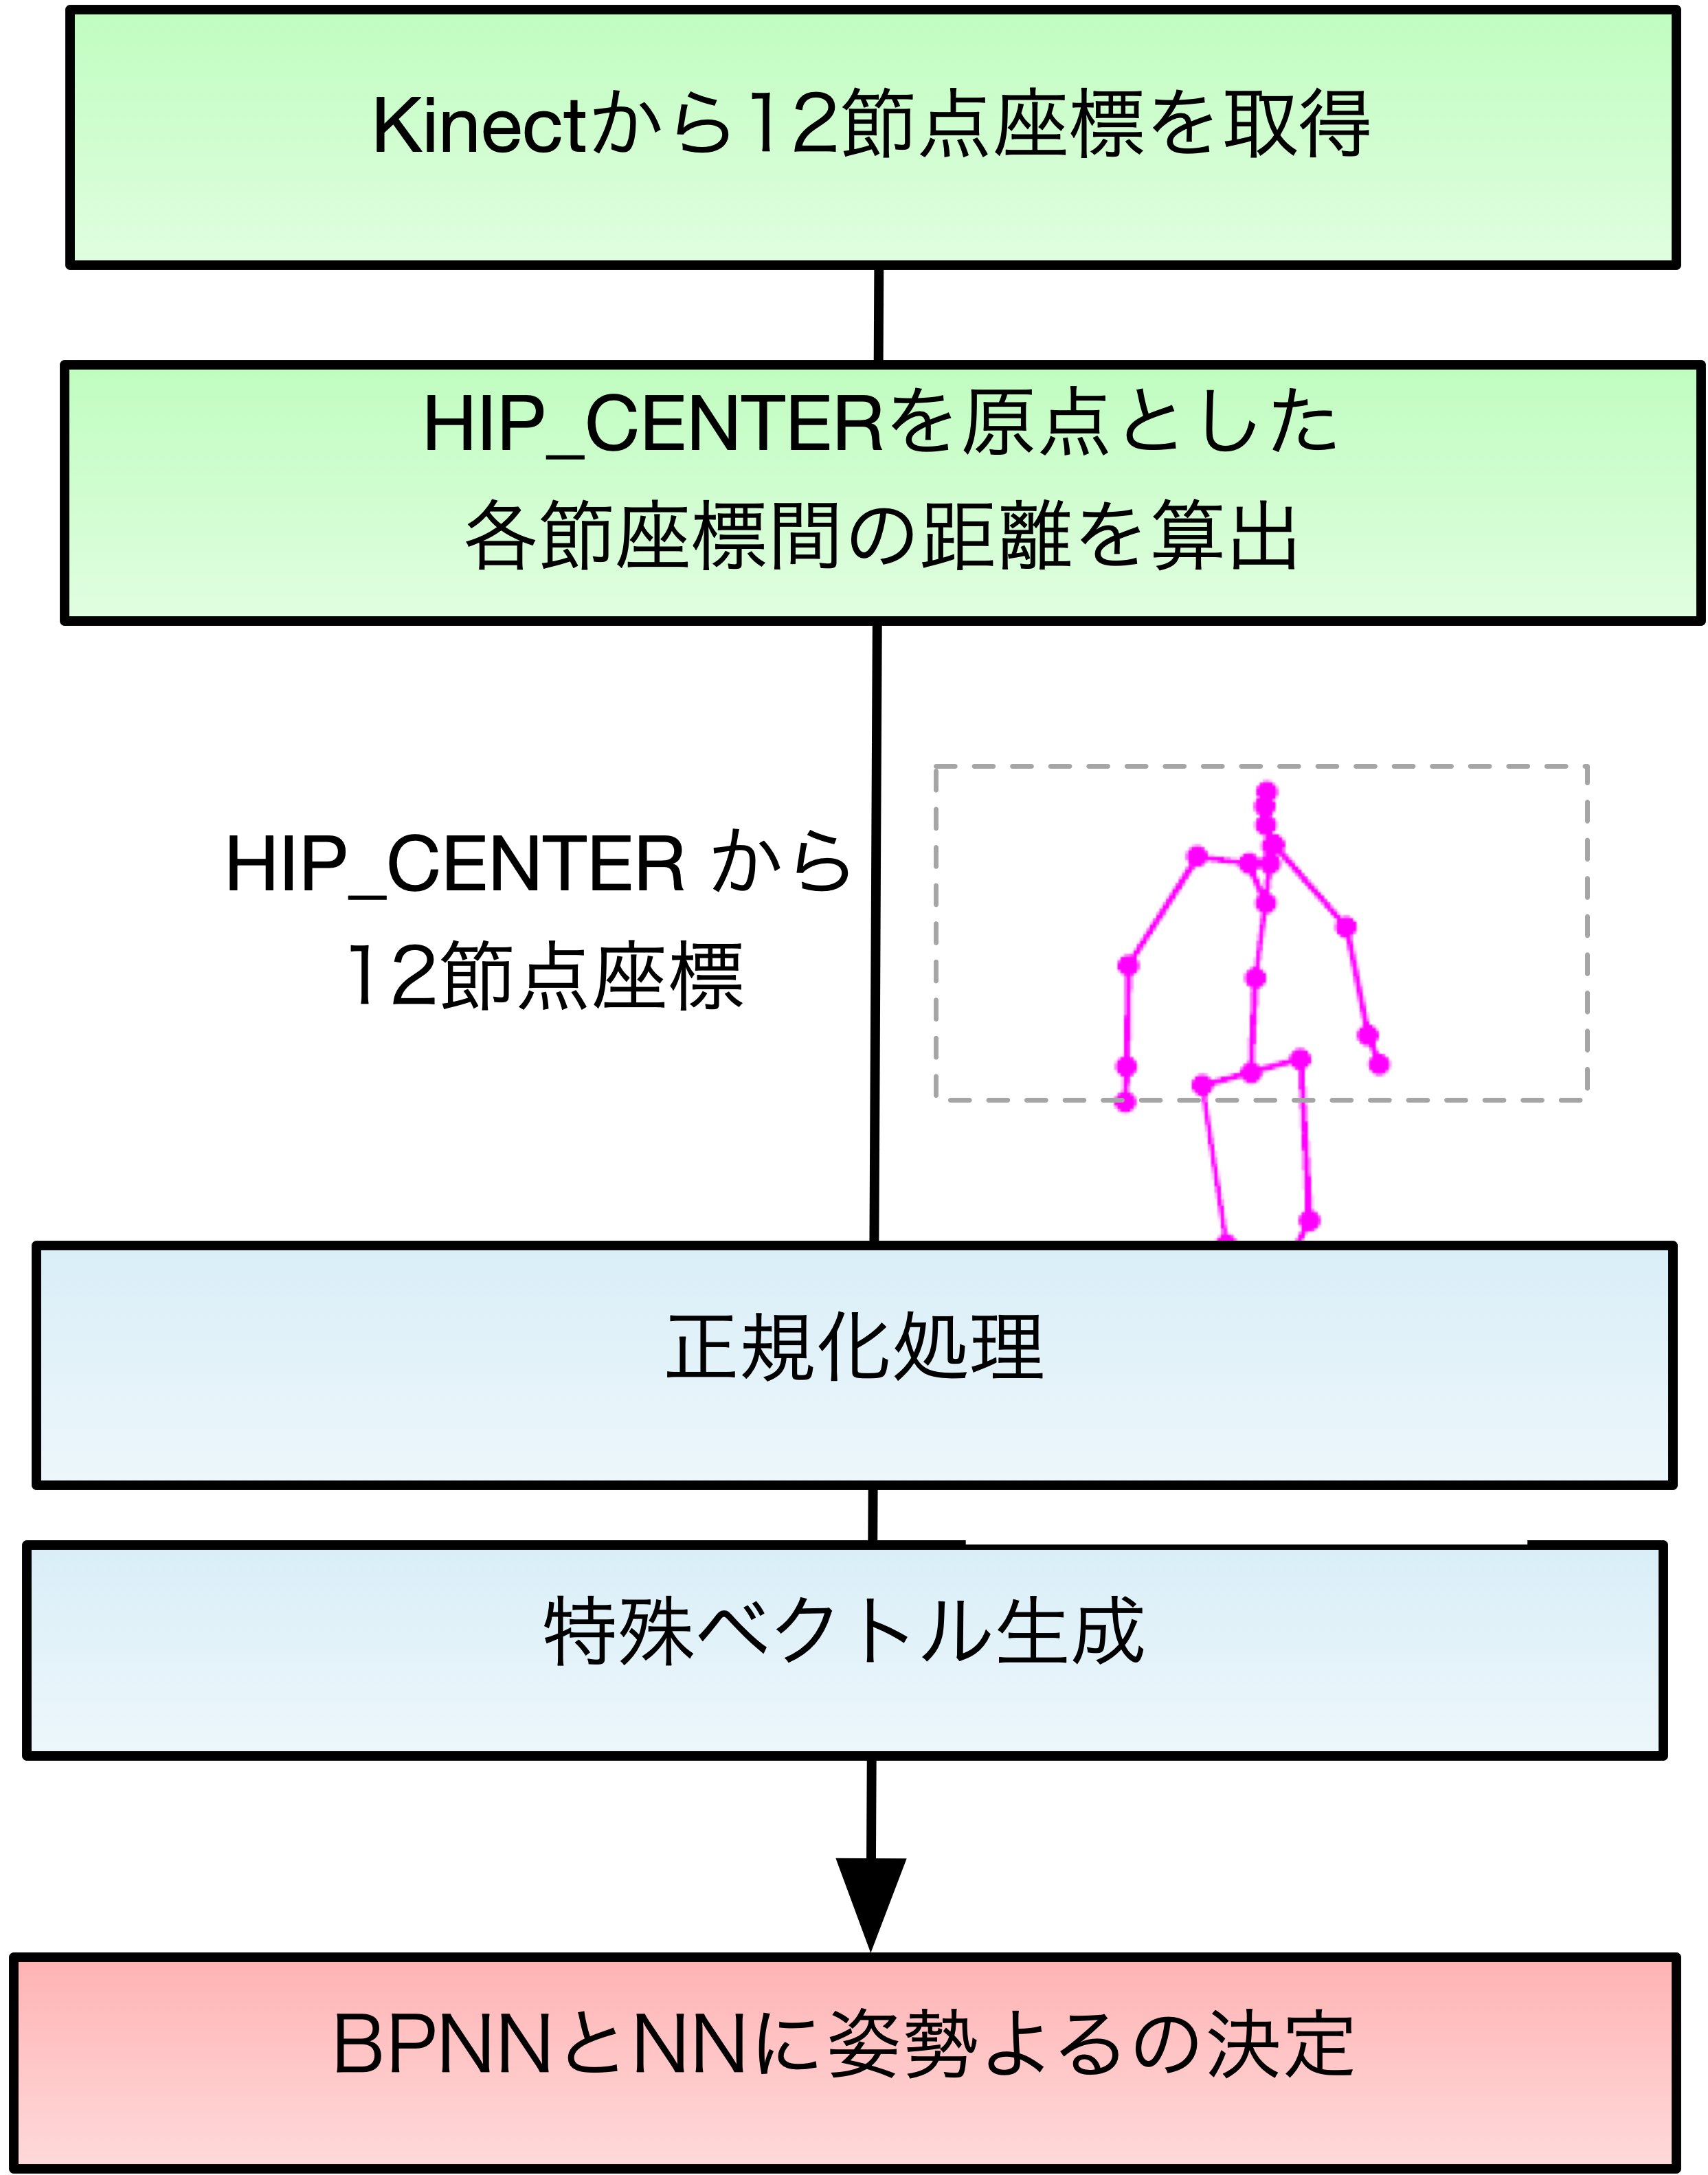 Kinectから12節点座標を取得
HIP_CENTERを原点とした
各節座標間の距離を算出
HIP_CENTER から
12節点座標
正規化処理
特殊ベクトル生成
BPNNとNNに姿勢よるの決定